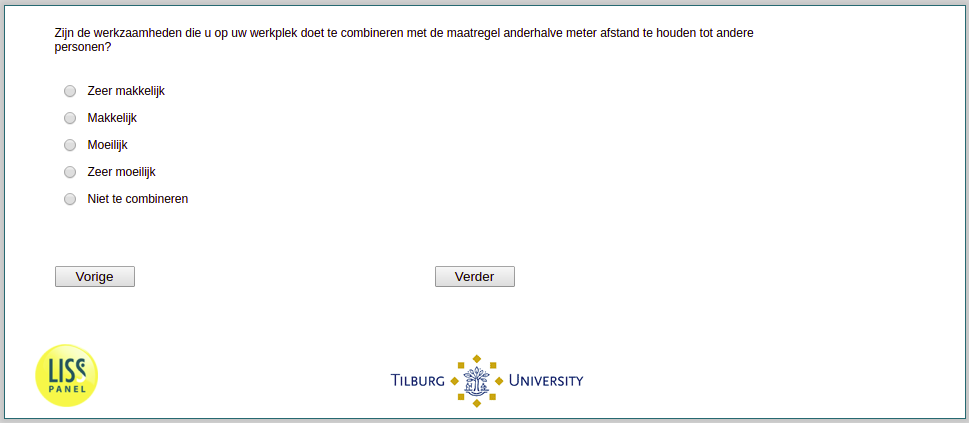 Zijn de werkzaamheden die u op uw werkplek doet te combineren met de maatregel anderhalve meter afstand te houden tot andere
personen?
Zeer makkelijk
Makkelijk
Moeilijk
Zeer moeilijk
Niet te combineren
Vorige
Verder
LISS
PANEL
TILBURG UNIVERSITY